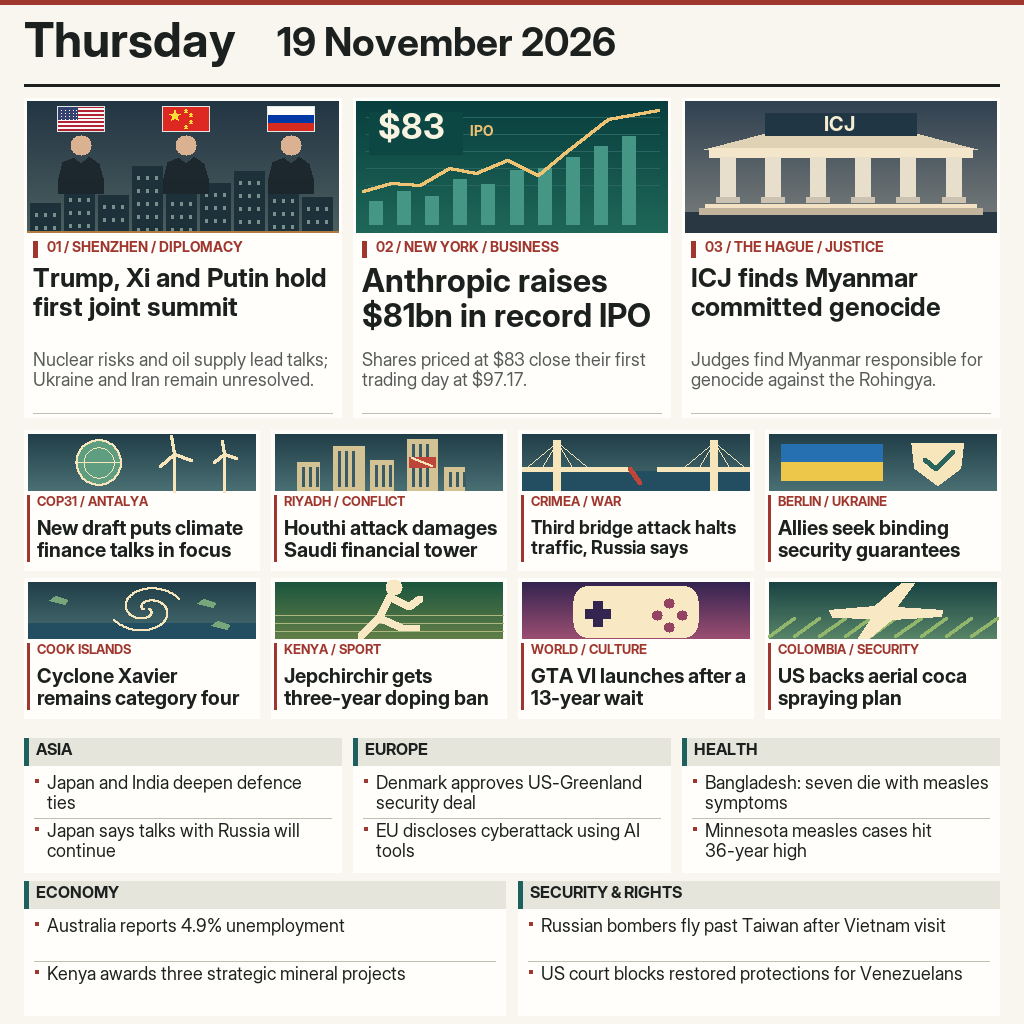 Thursday 19 November 2026
$83 IPO
ICJ
01 / SHENZHEN / DIPLOMACY
Trump, Xi and Putin hold
first joint summit
Nuclear risks and oil supply lead talks;
Ukraine and Iran remain unresolved.
02 / NEW YORK / BUSINESS
Anthropic raises
$81bn in record IPO
Shares priced at $83 close their first
trading day at $97.17.
03 / THE HAGUE / JUSTICE
ICJ finds Myanmar
committed genocide
Judges find Myanmar responsible for
genocide against the Rohingya.
COP31 / ANTALYA
New draft puts climate
finance talks in focus
RIYADH / CONFLICT
Houthi attack damages
Saudi financial tower
CRIMEA / WAR
Third bridge attack halts
traffic, Russia says
BERLIN / UKRAINE
Allies seek binding
security guarantees
COOK ISLANDS
Cyclone Xavier
remains category four
KENYA / SPORT
Jepchirchir gets
three-year doping ban
WORLD / CULTURE
GTA VI launches after a
13-year wait
COLOMBIA / SECURITY
US backs aerial coca
spraying plan
ASIA
Japan and India deepen defence
ties
Japan says talks with Russia will
continue
EUROPE
Denmark approves US-Greenland
security deal
EU discloses cyberattack using AI
tools
HEALTH
Bangladesh: seven die with measles
symptoms
Minnesota measles cases hit
36-year high
ECONOMY
Australia reports 4.9% unemployment
Kenya awards three strategic mineral projects
SECURITY & RIGHTS
Russian bombers fly past Taiwan after Vietnam visit
US court blocks restored protections for Venezuelans